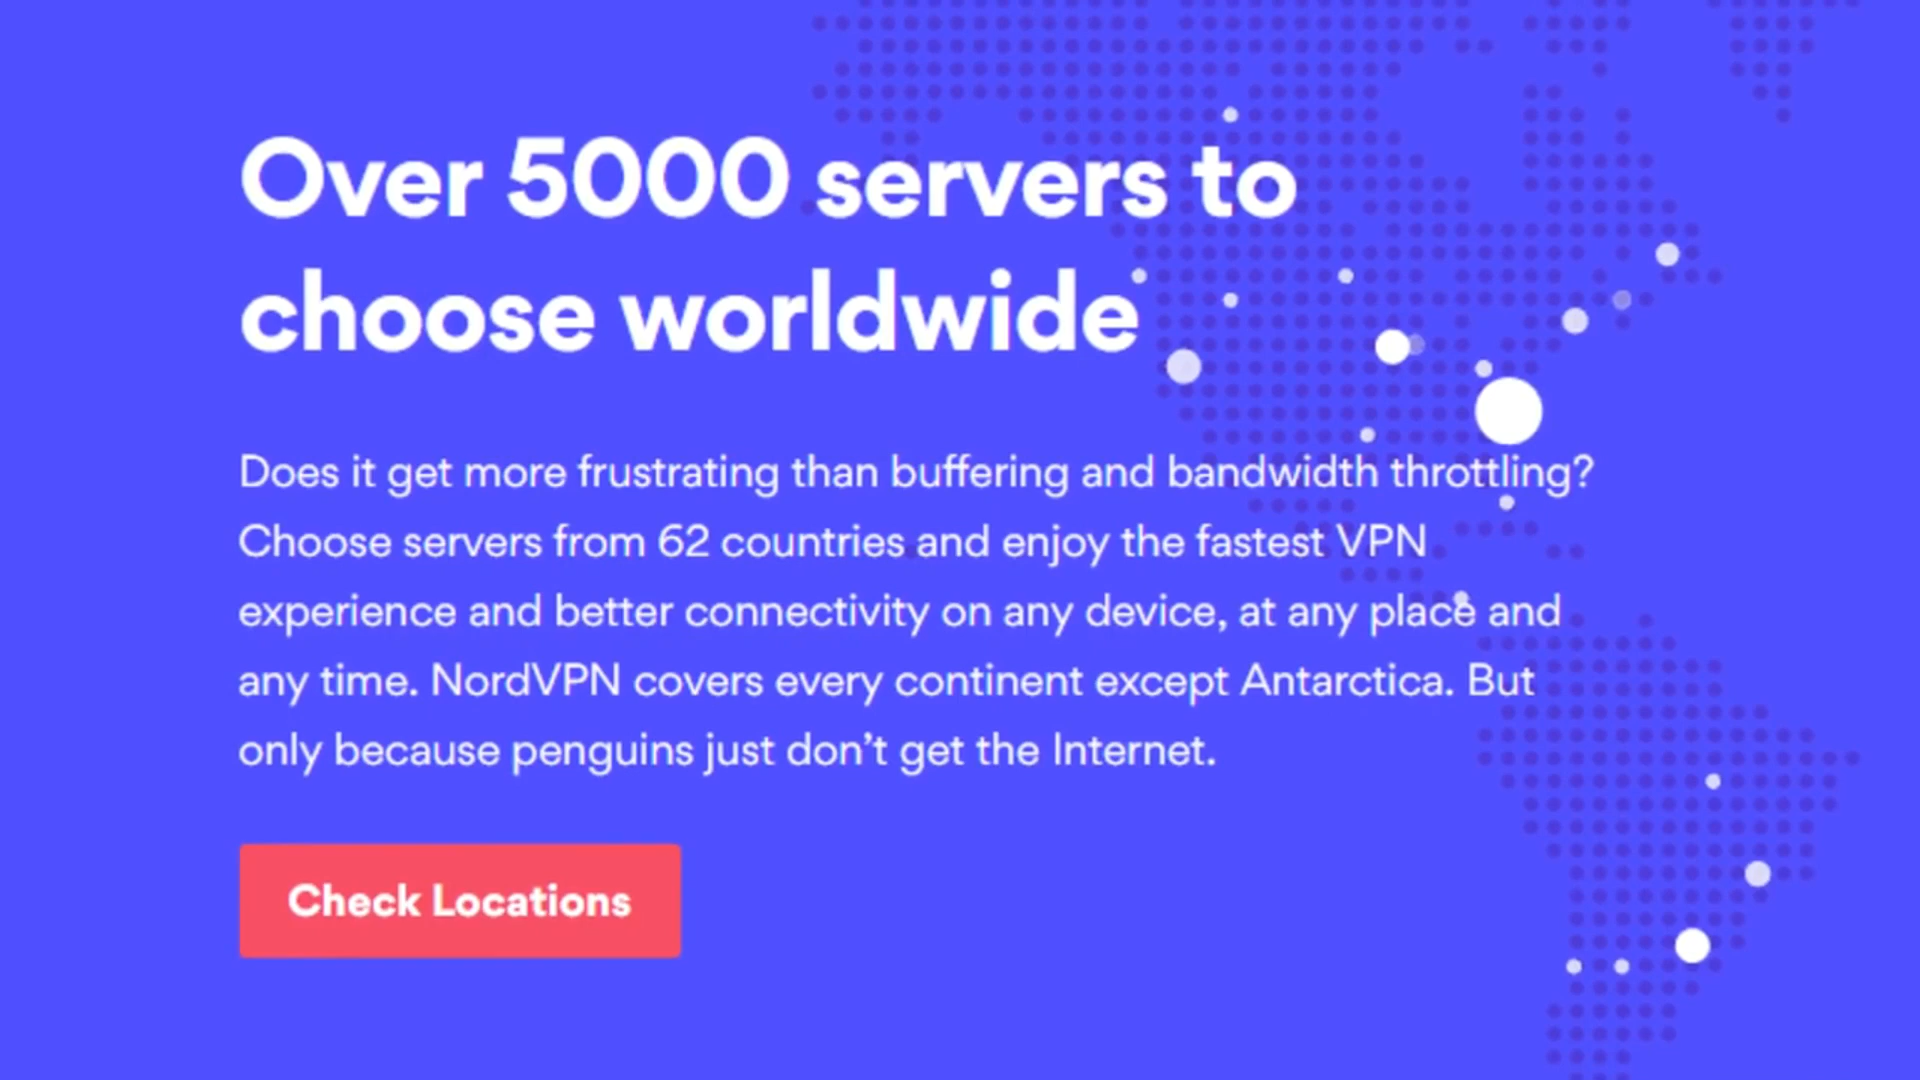 Over 5000 servers to
choose worldwide
Does it get more frustrating than buffering and bandwidth throttling?
Choose servers from 62 countries and enjoy the fastest VPN
experience and better connectivity on any device, at any place and
any time. NordVPN covers every continent except Antarctica. But
only because penguins just don’t get the Internet.
Check Locations